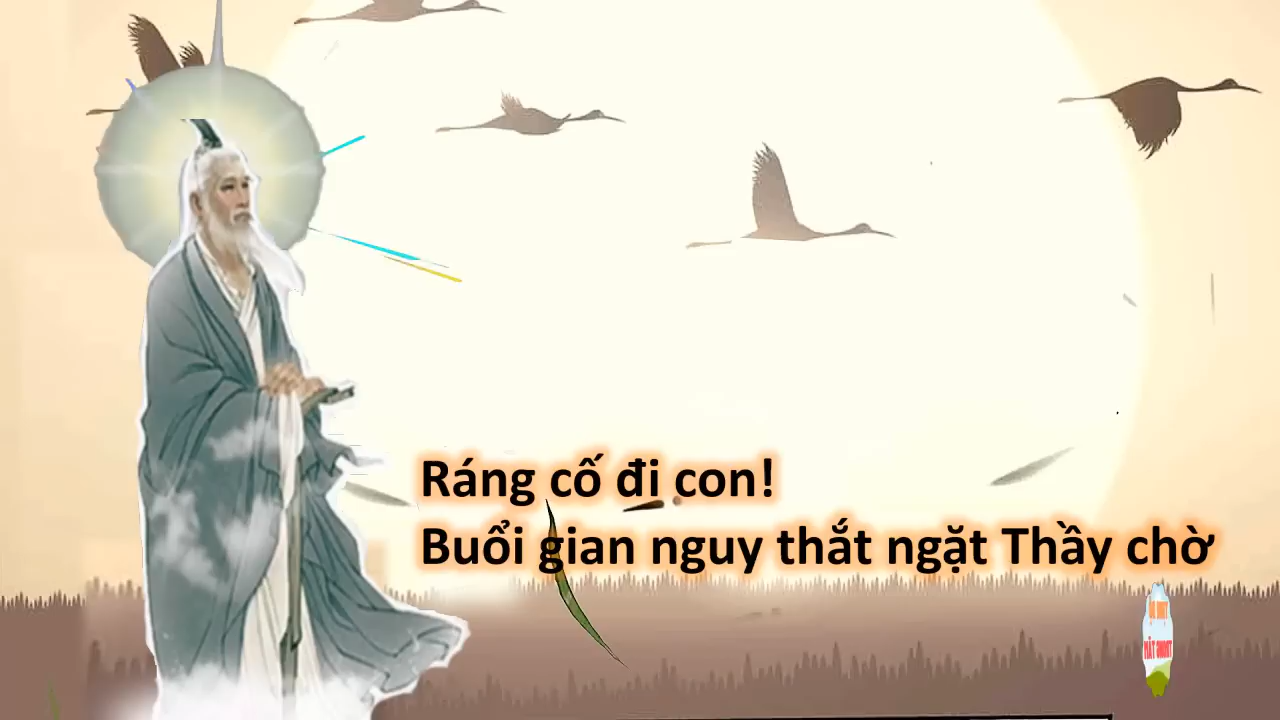 Ráng cố đi con!
Buổi gian nguy thắt ngặt Thầy chờ